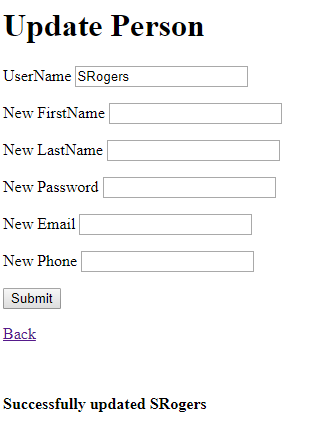 Update Person
UserName SRogers
New FirstName
New LastName
New Password
New Email
New Phone
Submit
Back
Successfully updated SRogers